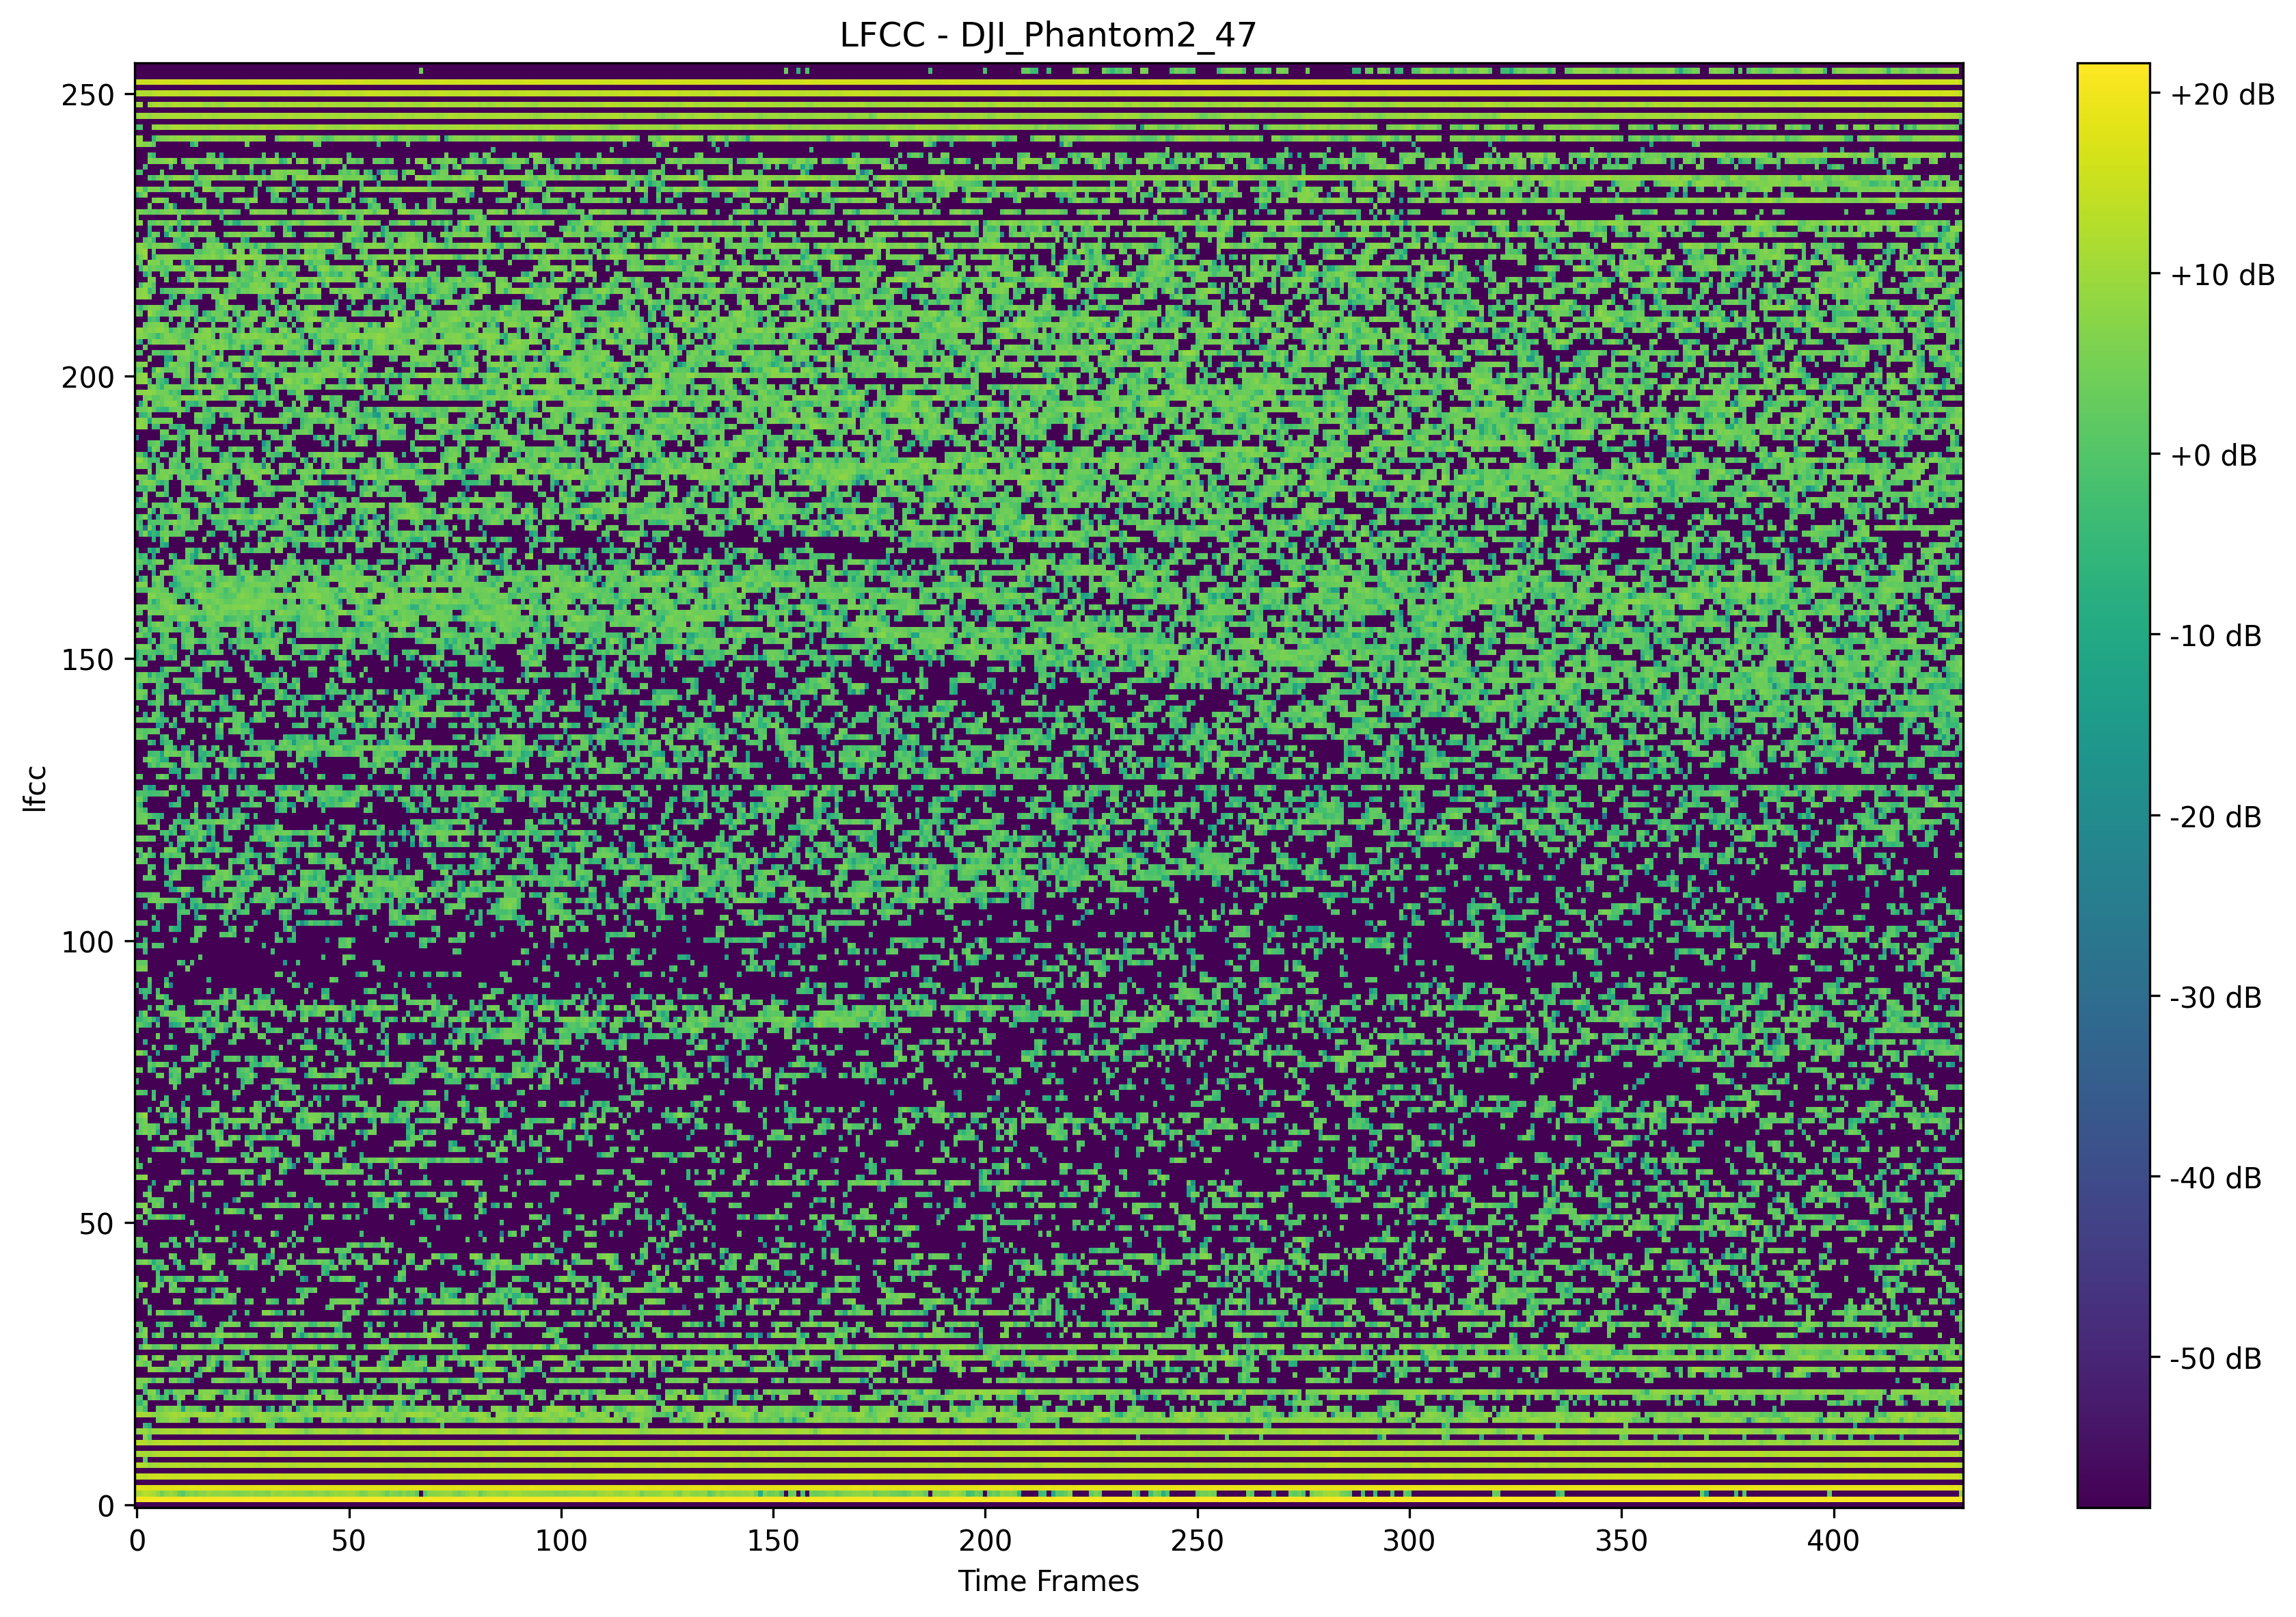 LFCC - DJI_Phantom2_47
250
200
150
100
50
0
lfcc
0 50 100 150 200 250 300 350 400
Time Frames
+20 dB
+10 dB
+0 dB
-10 dB
-20 dB
-30 dB
-40 dB
-50 dB